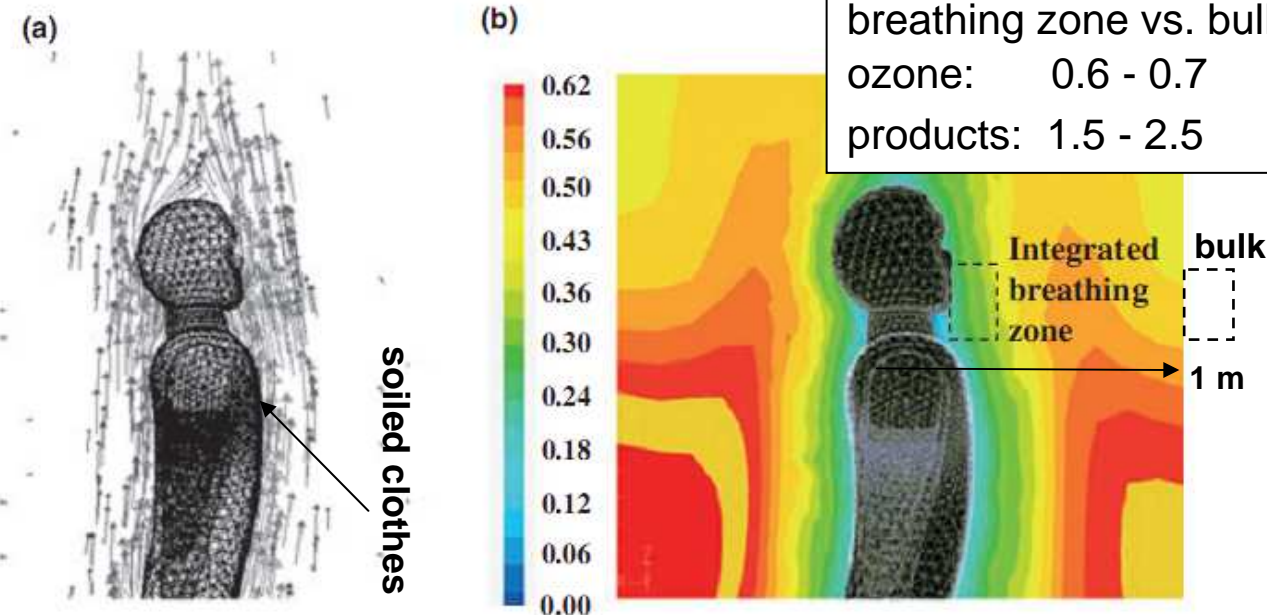 (a)
(b)
breathing zone vs. bulk
ozone: 0.6 - 0.7
products: 1.5 - 2.5
0.62
0.56
0.50
0.43
0.36
0.30
0.24
0.18
0.12
0.06
0.00
Integrated
breathing
zone
bulk
1 m
soiled clothes